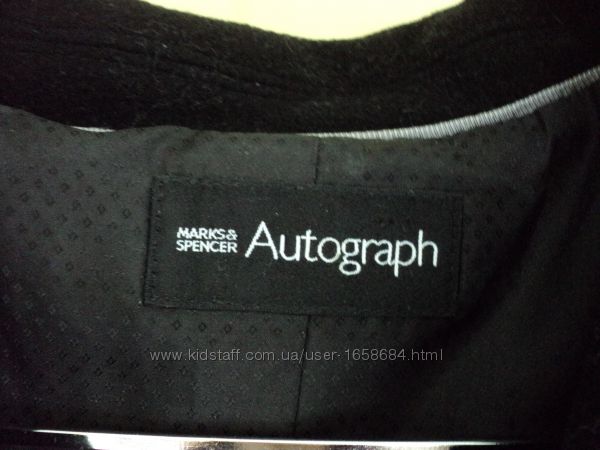 MARKS&
SPENCER Autograph
www.kidstaff.com.ua/user-1658684.html